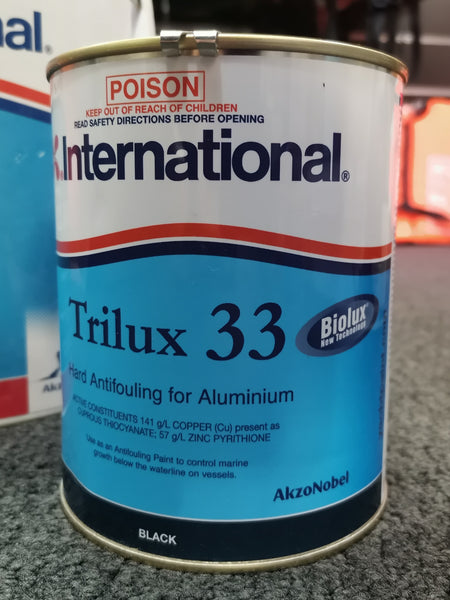 nal.
POISON
KEEP OUT OF REACH OF CHILDREN
READ SAFETY DIRECTIONS BEFORE OPENING
International®
Trilux 33
Biolux®
New Technology
Hard Antifouling for Aluminium
ACTIVE CONSTITUENTS 141 g/L COPPER (Cu) present as
CUPROUS THIOCYANATE; 57 g/L ZINC PYRITHIONE
Use as an Antifouling Paint to control marine
growth below the waterline on vessels.
AkzoNobel
BLACK